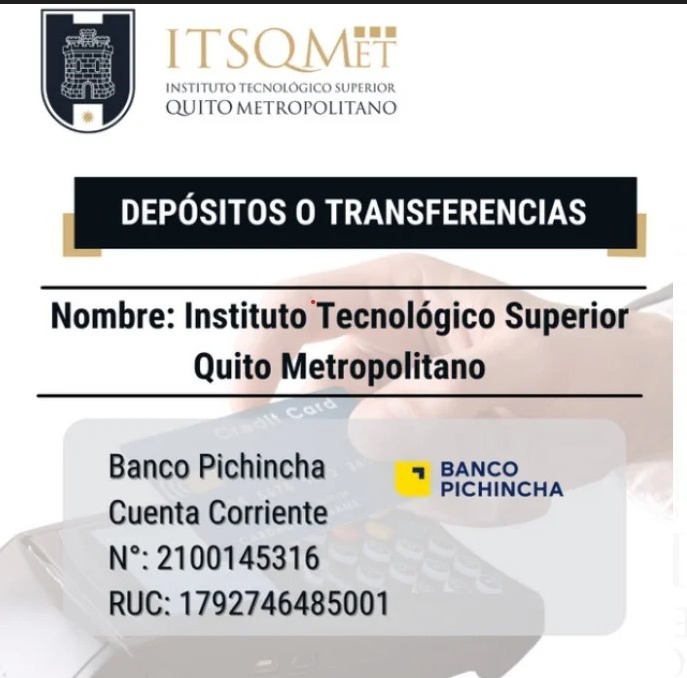 ITSQMET
INSTITUTO TECNOLÓGICO SUPERIOR
QUITO METROPOLITANO
DEPÓSITOS O TRANSFERENCIAS
Nombre: Instituto Tecnológico Superior
Quito Metropolitano
Credit Card
Banco Pichincha
BANCO
PICHINCHA
Cuenta Corriente
N°: 2100145316
RUC: 1792746485001